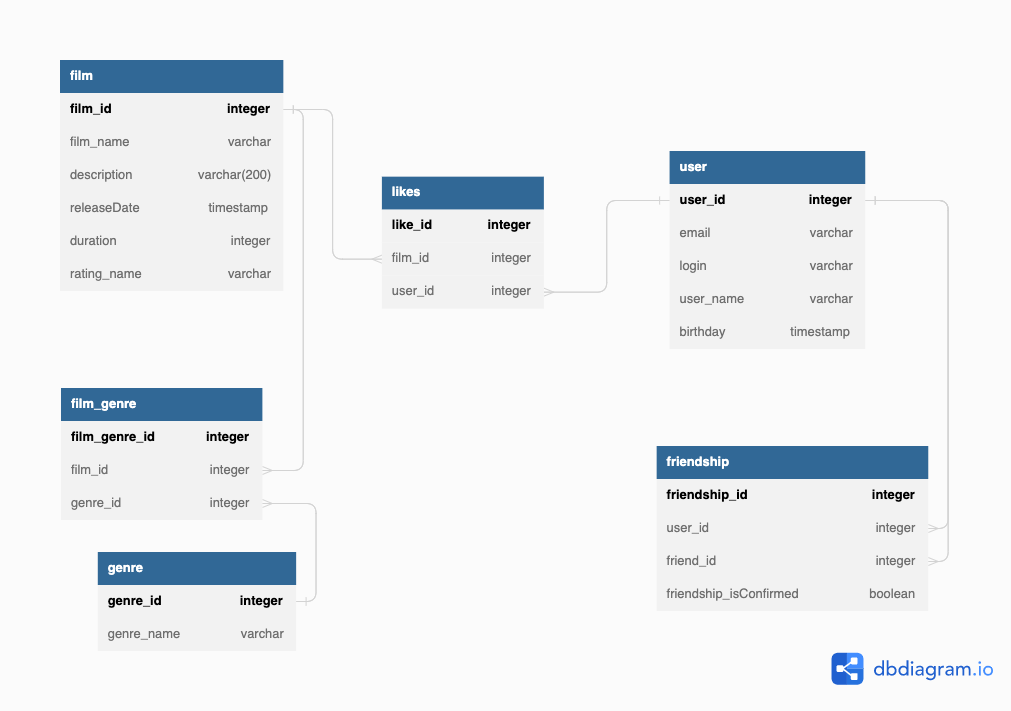 film
film_id integer
film_name varchar
description varchar(200)
releaseDate timestamp
duration integer
rating_name varchar
likes
like_id integer
film_id integer
user_id integer
user
user_id integer
email varchar
login varchar
user_name varchar
birthday timestamp
film_genre
film_genre_id integer
film_id integer
genre_id integer
genre
genre_id integer
genre_name varchar
friendship
friendship_id integer
user_id integer
friend_id integer
friendship_isConfirmed boolean
dbdiagram.io